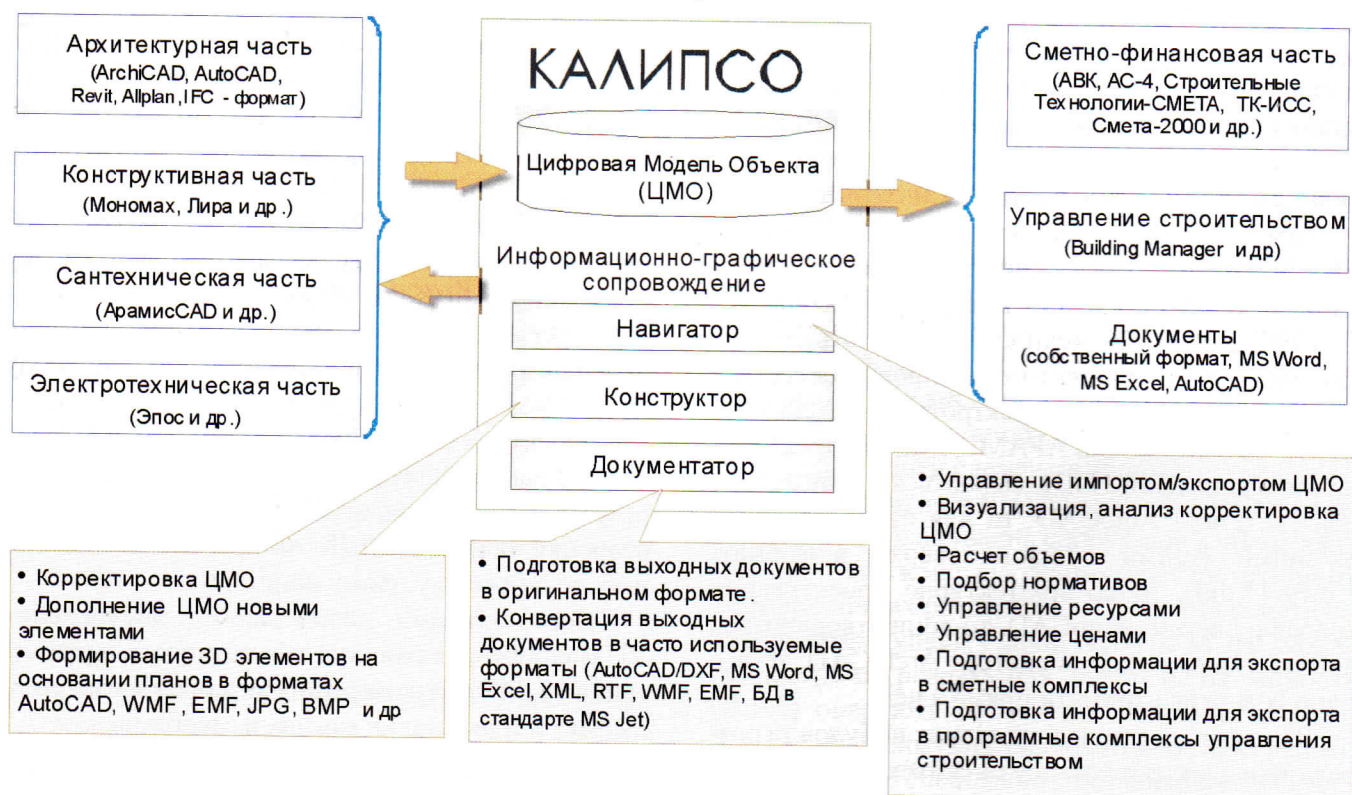 Архитектурная часть
(ArchiCAD, AutoCAD,
Revit, Allplan, IFC - формат)
Конструктивная часть
(Мономах, Лира и др.)
Сантехническая часть
(АрамисCAD и др.)
Электротехническая часть
(Эпос и др.)
КАЛИПСО
Цифровая Модель Объекта
(ЦМО)
Информационно-графическое
сопровождение
Навигатор
Конструктор
Документатор
Сметно-финансовая часть
(АВК, АС-4, Строительные
Технологии-СМЕТА, ТК-ИСС,
Смета-2000 и др.)
Управление строительством
(Building Manager и др)
Документы
(собственный формат, MS Word,
MS Excel, AutoCAD)
• Корректировка ЦМО
• Дополнение ЦМО новыми
элементами
• Формирование 3D элементов на
основании планов в форматах
AutoCAD, WMF, EMF, JPG, BMP и др
• Подготовка выходных документов
в оригинальном формате.
• Конвертация выходных
документов в часто используемые
форматы (AutoCAD/DXF, MS Word, MS
Excel, XML, RTF, WMF, EMF, БД в
стандарте MS Jet)
• Управление импортом/экспортом ЦМО
• Визуализация, анализ корректировка
ЦМО
• Расчет объемов
• Подбор нормативов
• Управление ресурсами
• Управление ценами
• Подготовка информации для экспорта
в сметные комплексы
• Подготовка информации для экспорта
в программные комплексы управления
строительством